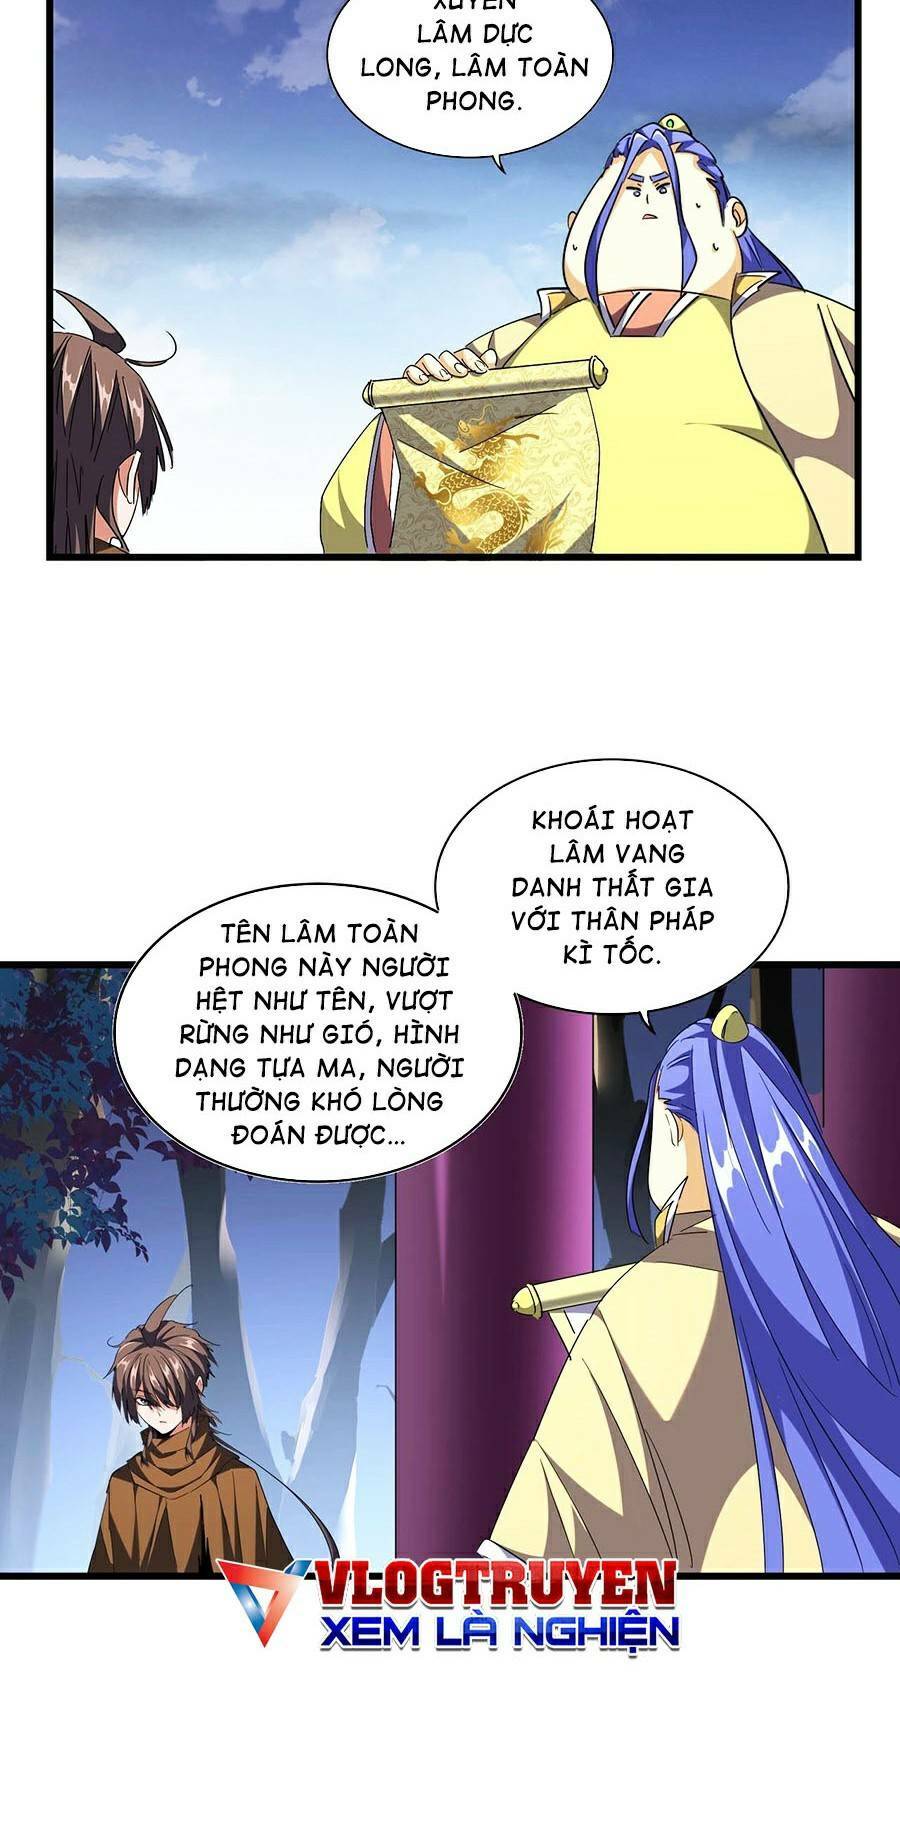 XUYÊN
LÂM DỰC
LONG, LÂM TOÀN
PHONG.
KHOÁI HOẠT
LÂM VANG
DANH THẤT GIA
VỚI THÂN PHÁP
KÌ TỐC.
TÊN LÂM TOÀN
PHONG NÀY NGƯỜI
HỆT NHƯ TÊN, VƯỢT
RỪNG NHƯ GIÓ, HÌNH
DẠNG TỰA MA, NGƯỜI
THƯỜNG KHÓ LÒNG
ĐOÁN ĐƯỢC...
VLOGTRUYEN
XEM LÀ NGHIỆN